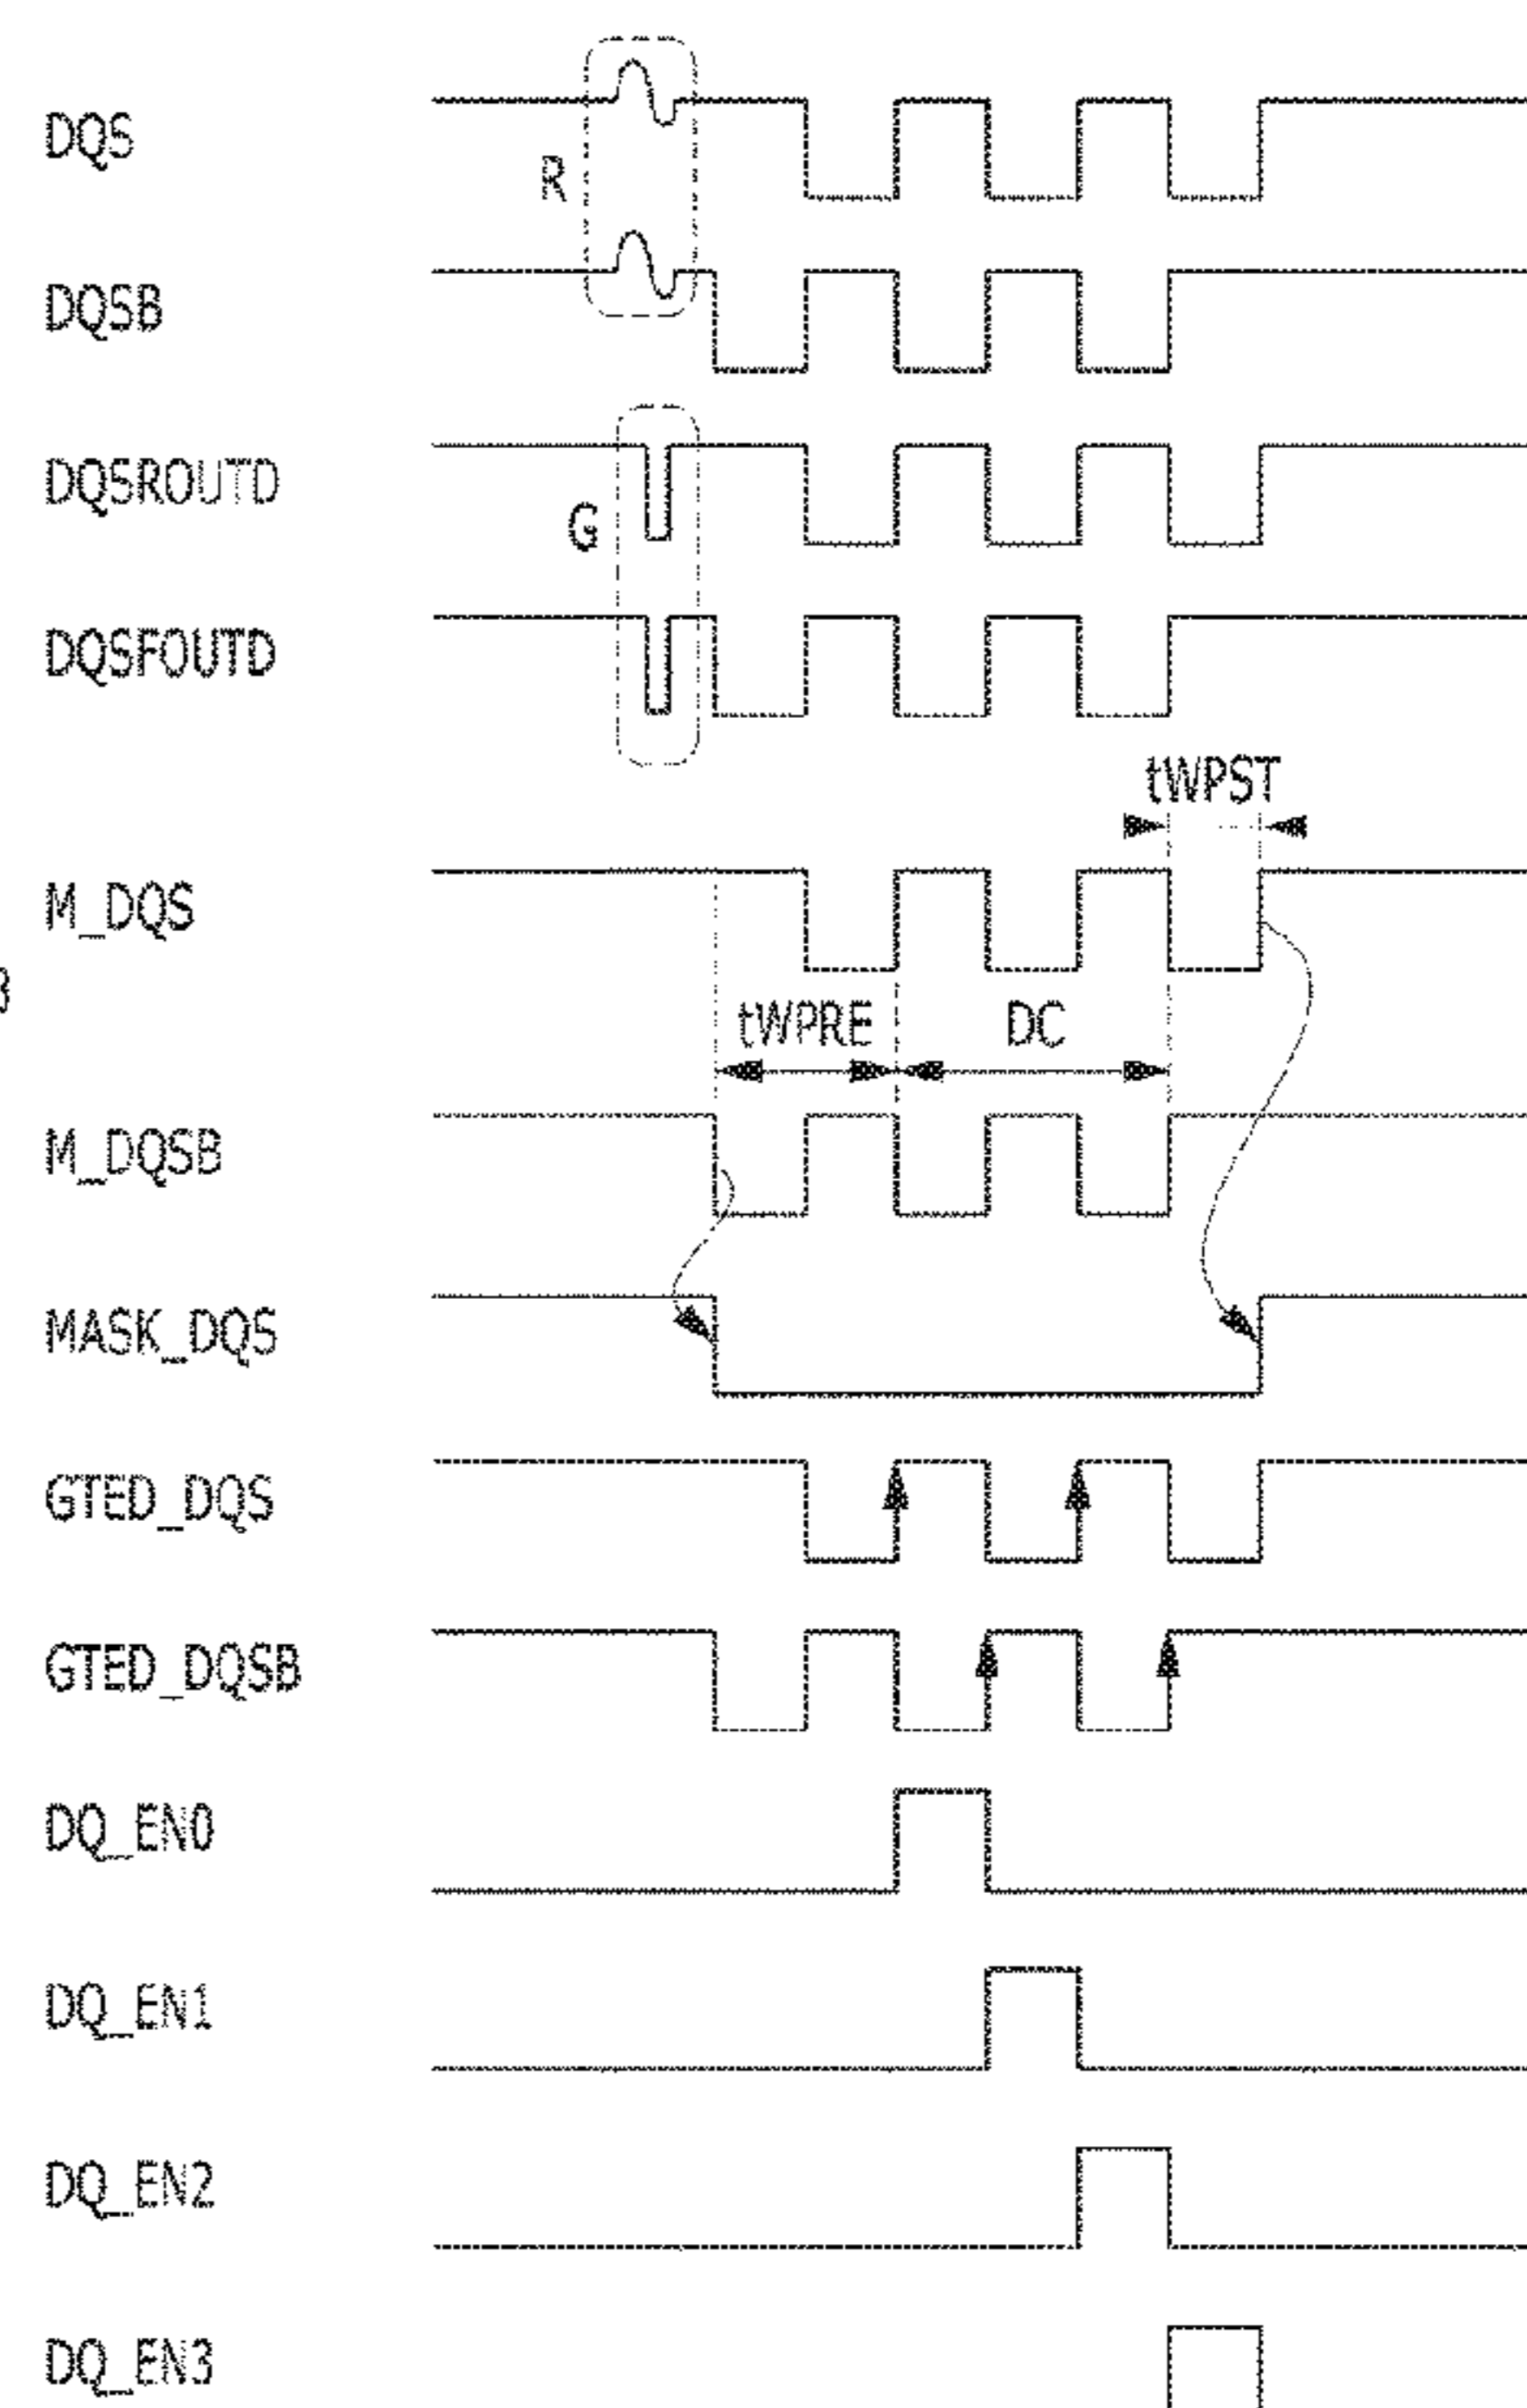 DQS
R
DQSB
DQSROUTD
G
DQSFOUTD
tWPST
M_DQS
tWPRE
DC
M_DQSB
MASK_DQS
GTED_DQS
GTED_DQSB
DQ_EN0
DQ_EN1
DQ_EN2
DQ_EN3